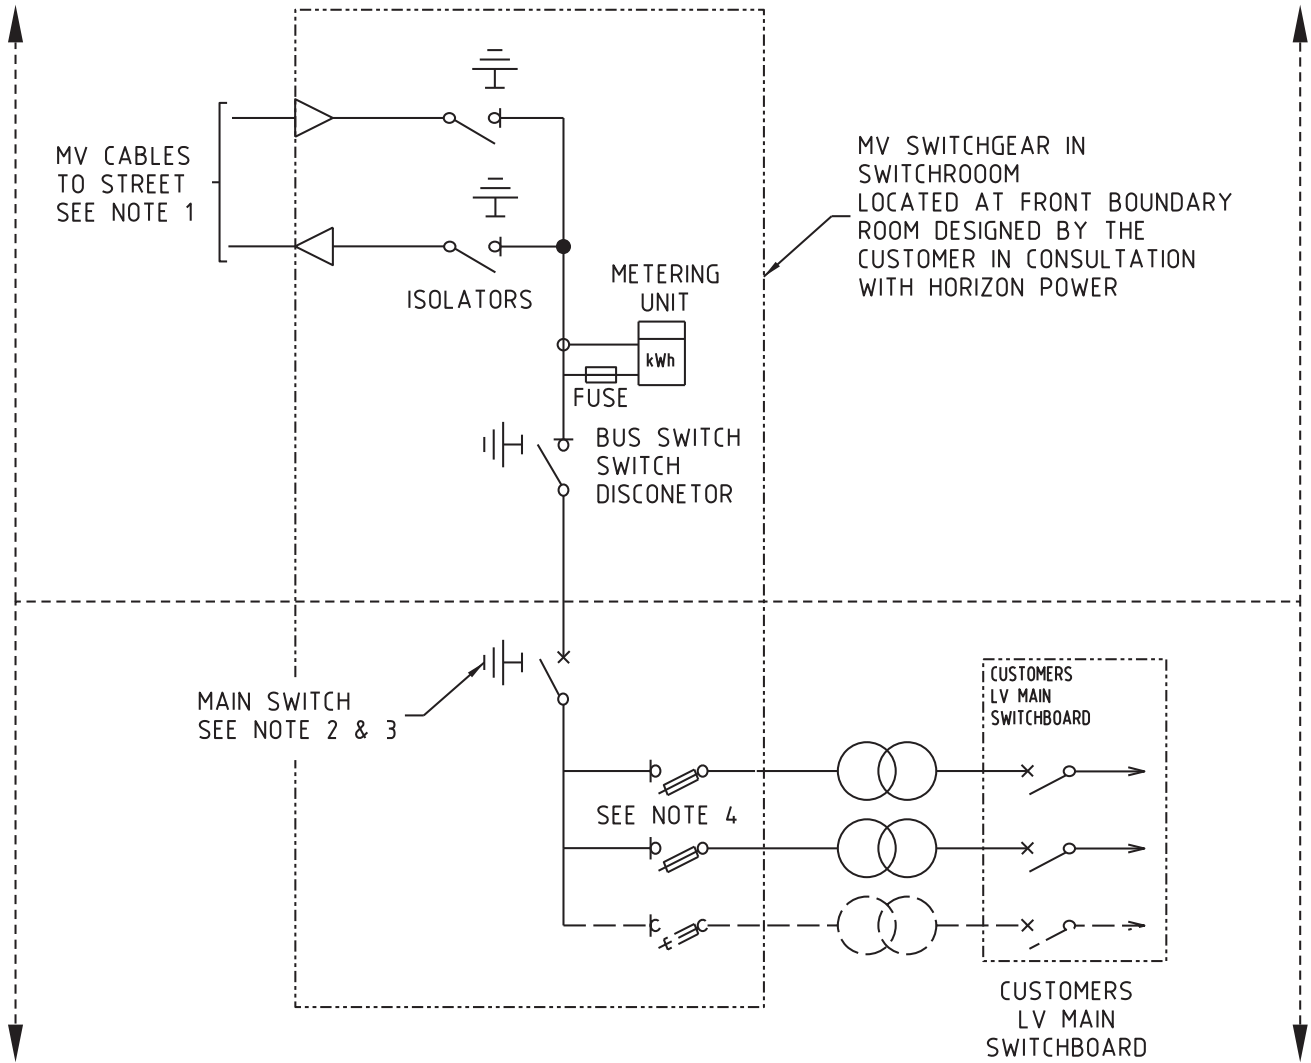 MV CABLES
TO STREET
SEE NOTE 1
ISOLATORS
METERING
UNIT
kWh
FUSE
MV SWITCHGEAR IN
SWITCHROOOM
LOCATED AT FRONT BOUNDARY
ROOM DESIGNED BY THE
CUSTOMER IN CONSULTATION
WITH HORIZON POWER
BUS SWITCH
SWITCH
DISCONETOR
MAIN SWITCH
SEE NOTE 2 & 3
SEE NOTE 4
CUSTOMERS
LV MAIN
SWITCHBOARD
CUSTOMERS
LV MAIN
SWITCHBOARD